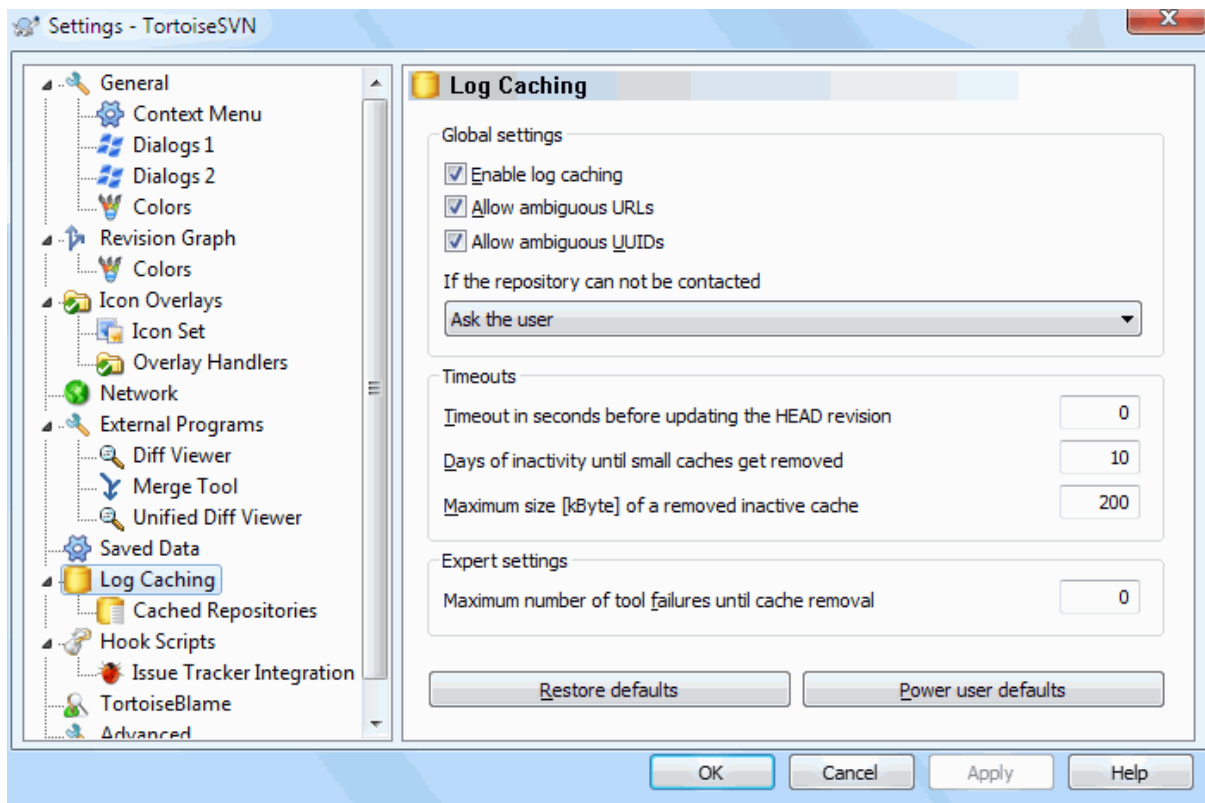 Settings - TortoiseSVN
General
Context Menu
Dialogs 1
Dialogs 2
Colors
Revision Graph
Colors
Icon Overlays
Icon Set
Overlay Handlers
Network
External Programs
Diff Viewer
Merge Tool
Unified Diff Viewer
Saved Data
Log Caching
Cached Repositories
Hook Scripts
Issue Tracker Integration
TortoiseBlame
Advanced
Log Caching
Global settings
Enable log caching
Allow ambiguous URLs
Allow ambiguous UUIDs
If the repository can not be contacted
Ask the user
Timeouts
Timeout in seconds before updating the HEAD revision 0
Days of inactivity until small caches get removed 10
Maximum size [kByte] of a removed inactive cache 200
Expert settings
Maximum number of tool failures until cache removal 0
Restore defaults Power user defaults
OK Cancel Apply Help